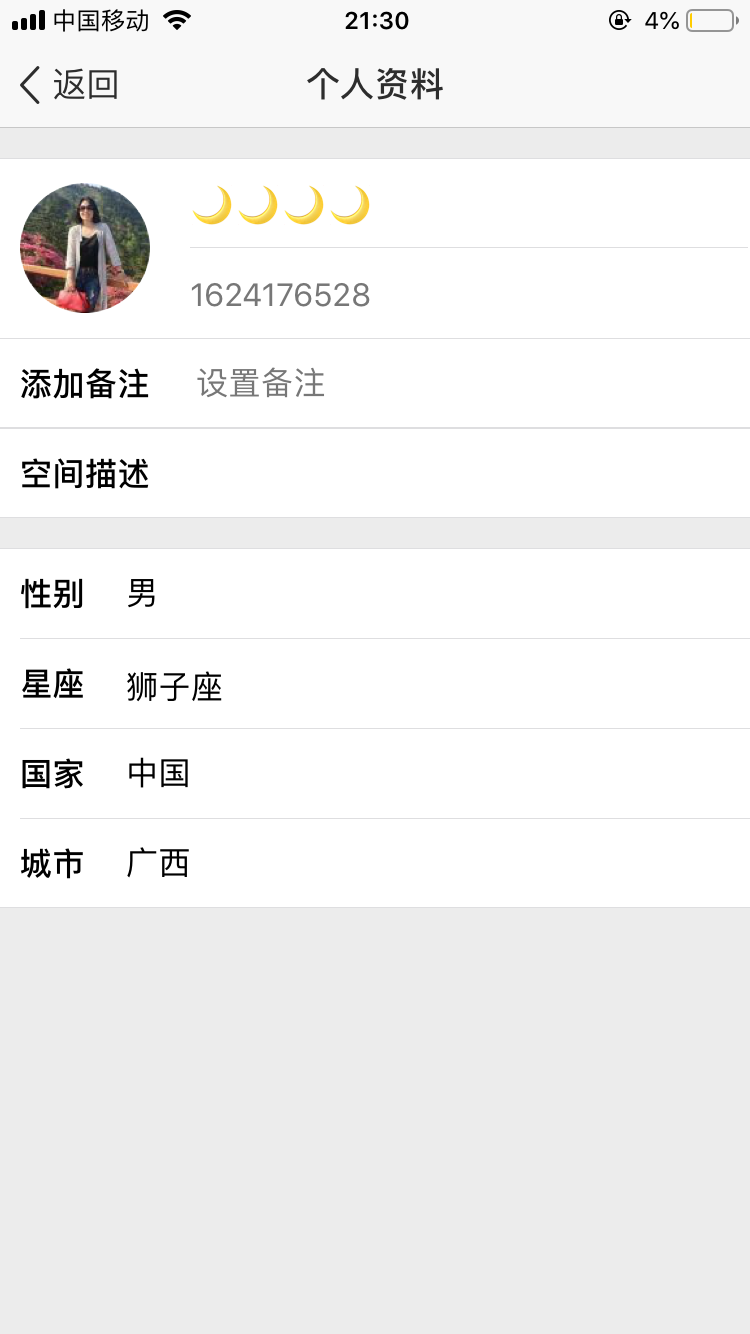 中国移动 21:30 4%
返回 个人资料
🌙🌙🌙🌙
1624176528
添加备注 设置备注
空间描述
性别 男
星座 狮子座
国家 中国
城市 广西